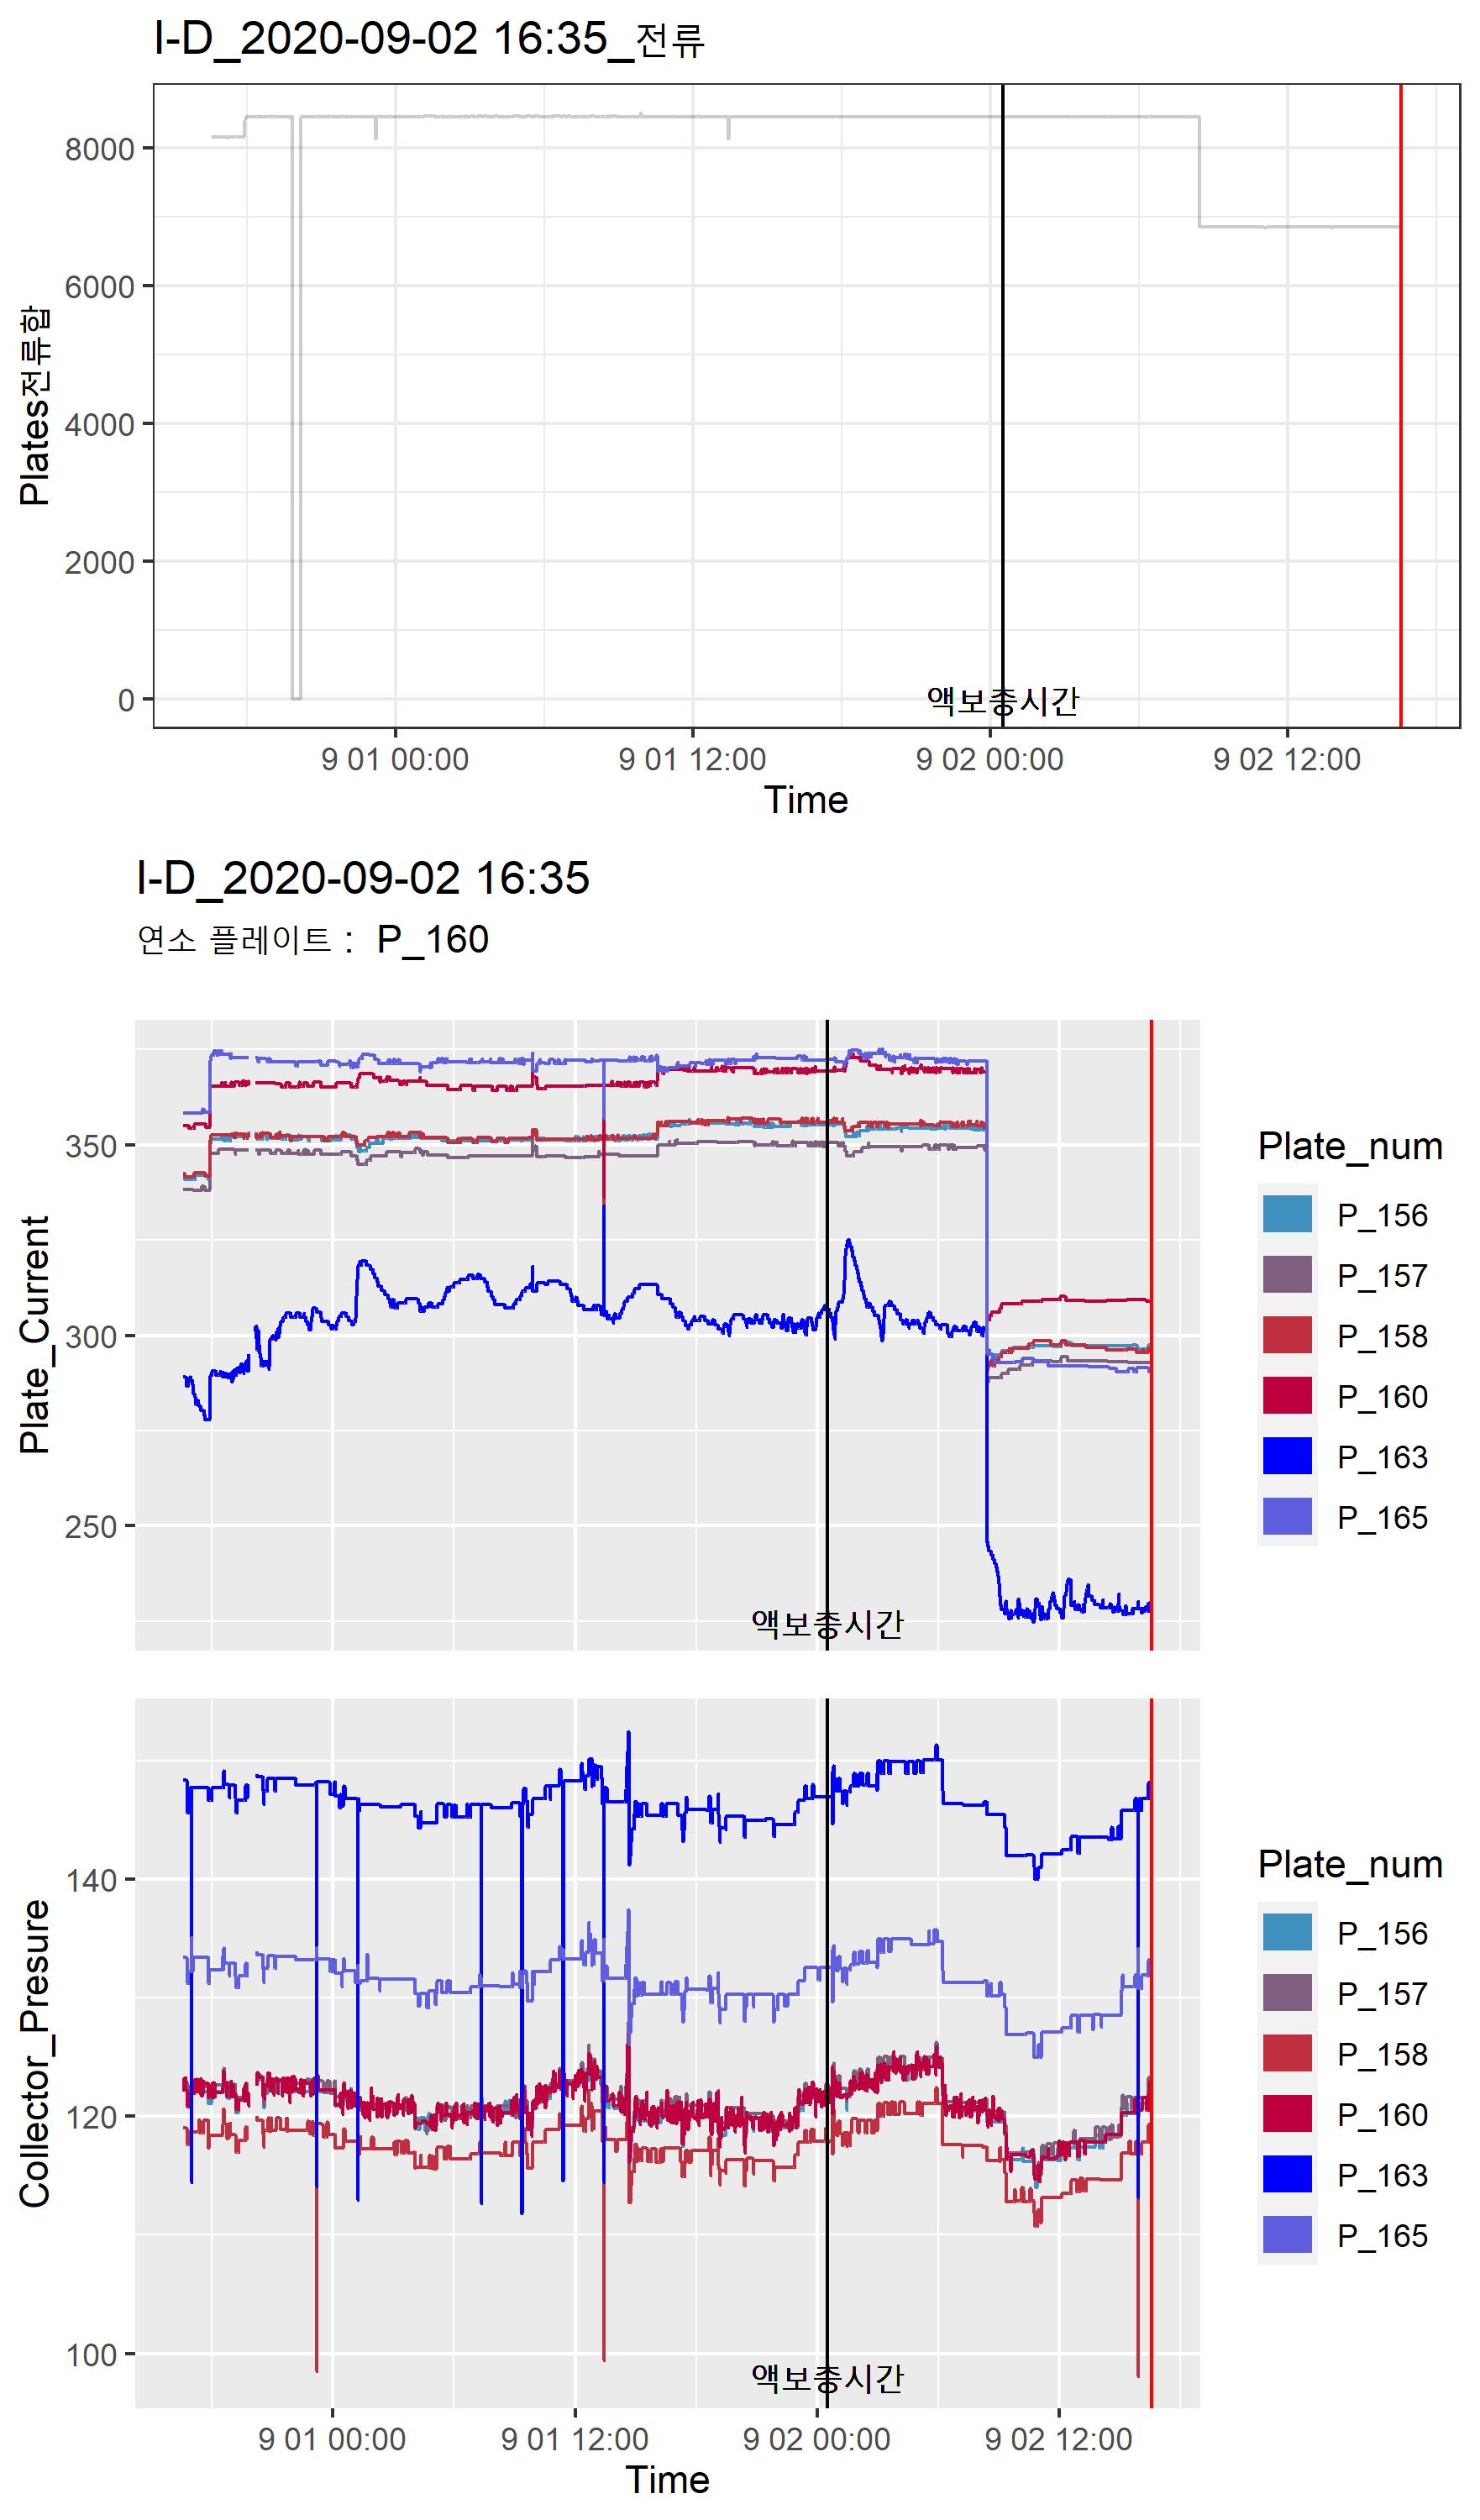 I-D_2020-09-02 16:35_전류
8000
6000
4000
2000
0
Plates전류합
액보충시간
9 01 00:00
9 01 12:00
9 02 00:00
9 02 12:00
Time
I-D_2020-09-02 16:35
연소 플레이트 : P_160
350
300
250
Plate_Current
액보충시간
Plate_num
P_156
P_157
P_158
P_160
P_163
P_165
140
120
100
Collector_Presure
액보충시간
Plate_num
P_156
P_157
P_158
P_160
P_163
P_165
9 01 00:00
9 01 12:00
9 02 00:00
9 02 12:00
Time